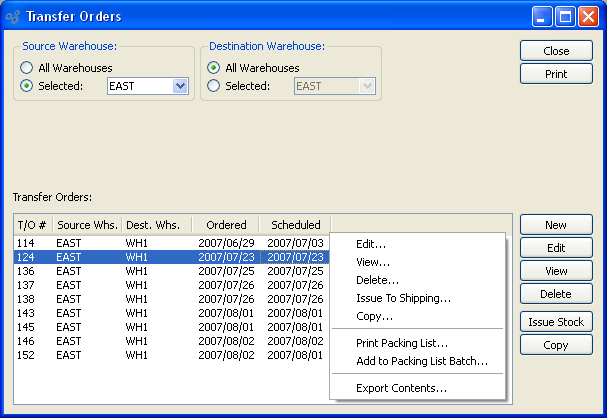 Transfer Orders
Source Warehouse:
All Warehouses
Selected: EAST
Destination Warehouse:
All Warehouses
Selected: EAST
Close
Print
Transfer Orders:
T/O # Source Whs. Dest. Whs. Ordered Scheduled
114 EAST WH1 2007/06/29 2007/07/03
124 EAST WH1 2007/07/23 2007/07/23
136 EAST WH1 2007/07/25 2007/07/25
137 EAST WH1 2007/07/26 2007/07/26
138 EAST WH1 2007/07/26 2007/07/26
143 EAST WH1 2007/08/01 2007/08/01
145 EAST WH1 2007/08/01 2007/08/01
146 EAST WH1 2007/08/02 2007/08/02
152 EAST WH1 2007/08/02 2007/08/01
Edit...
View...
Delete...
Issue To Shipping...
Copy...
Print Packing List...
Add to Packing List Batch...
Export Contents...
New
Edit
View
Delete
Issue Stock
Copy